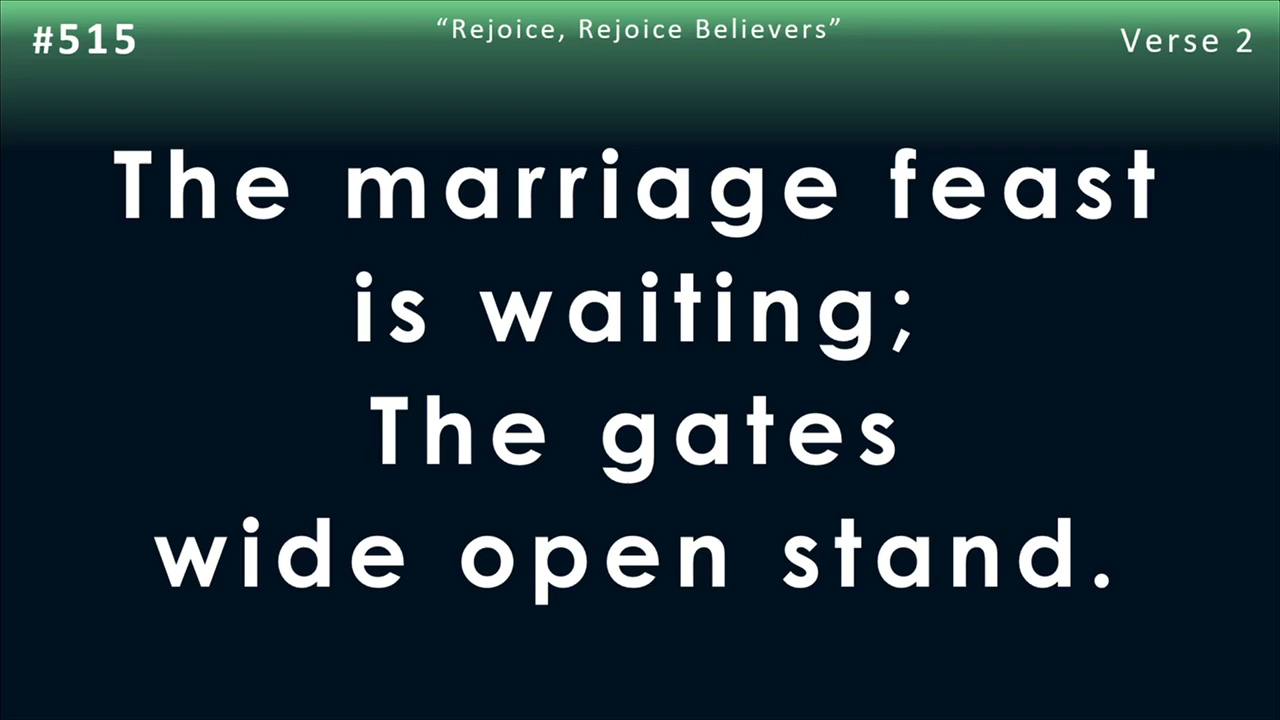 #515
“Rejoice, Rejoice Believers”
Verse 2
The marriage feast
is waiting;
The gates
wide open stand.